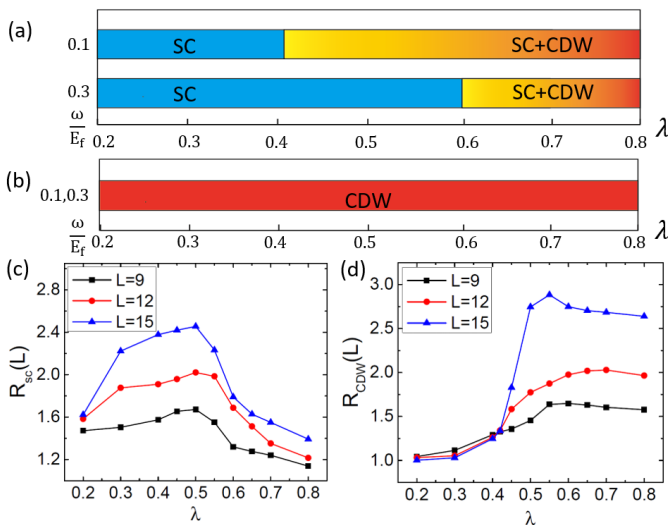 (a)
0.1
SC
SC+CDW
0.3
SC
SC+CDW
ω/E_f
0.2 0.3 0.4 0.5 0.6 0.7 0.8 λ
(b)
0.1,0.3
CDW
ω/E_f
0.2 0.3 0.4 0.5 0.6 0.7 0.8 λ
(c)
L=9
L=12
L=15
R_sc(L)
2.8
2.4
2.0
1.6
1.2
0.2 0.3 0.4 0.5 0.6 0.7 0.8
λ
(d)
L=9
L=12
L=15
R_CDW(L)
3.0
2.5
2.0
1.5
1.0
0.2 0.3 0.4 0.5 0.6 0.7 0.8
λ